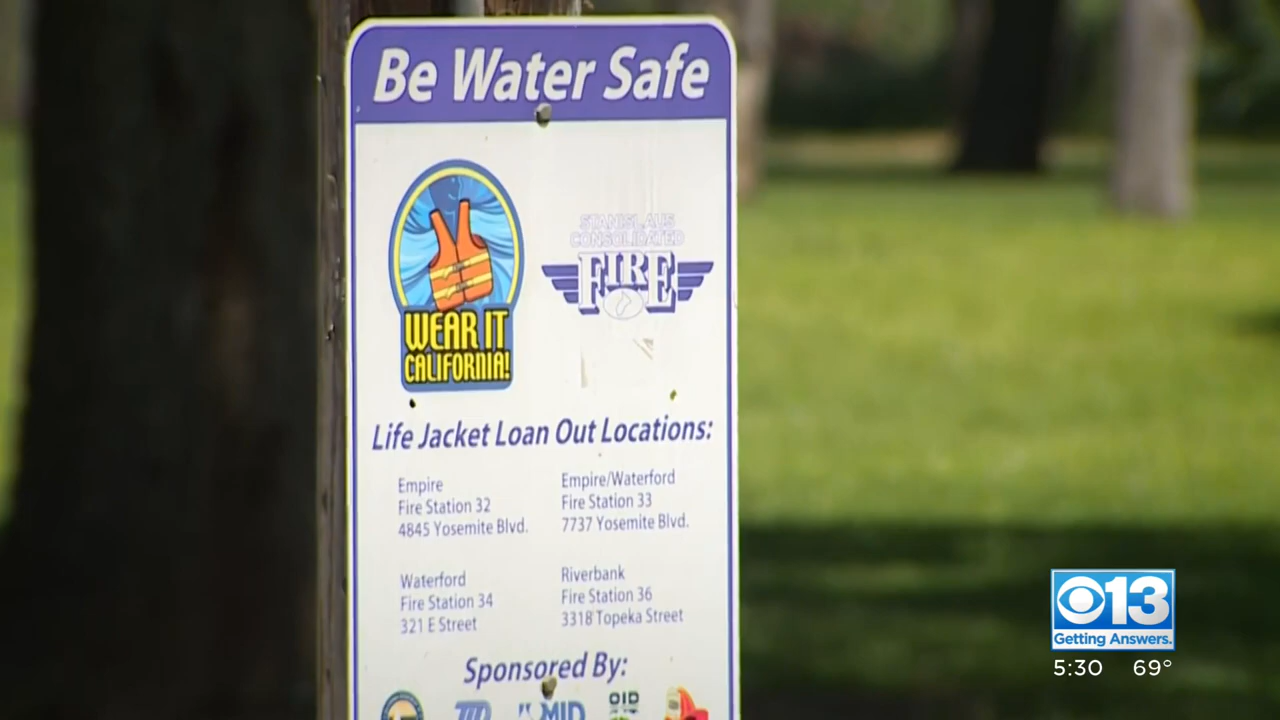 Be Water Safe
WEAR IT
CALIFORNIA!
STANISLAUS
CONSOLIDATED
FIRE
Life Jacket Loan Out Locations:
Empire
Fire Station 32
4845 Yosemite Blvd.
Empire/Waterford
Fire Station 33
7737 Yosemite Blvd.
Waterford
Fire Station 34
321 E Street
Riverbank
Fire Station 36
3318 Topeka Street
Sponsored By:
MID
OID
13
Getting Answers.
5:30 69°